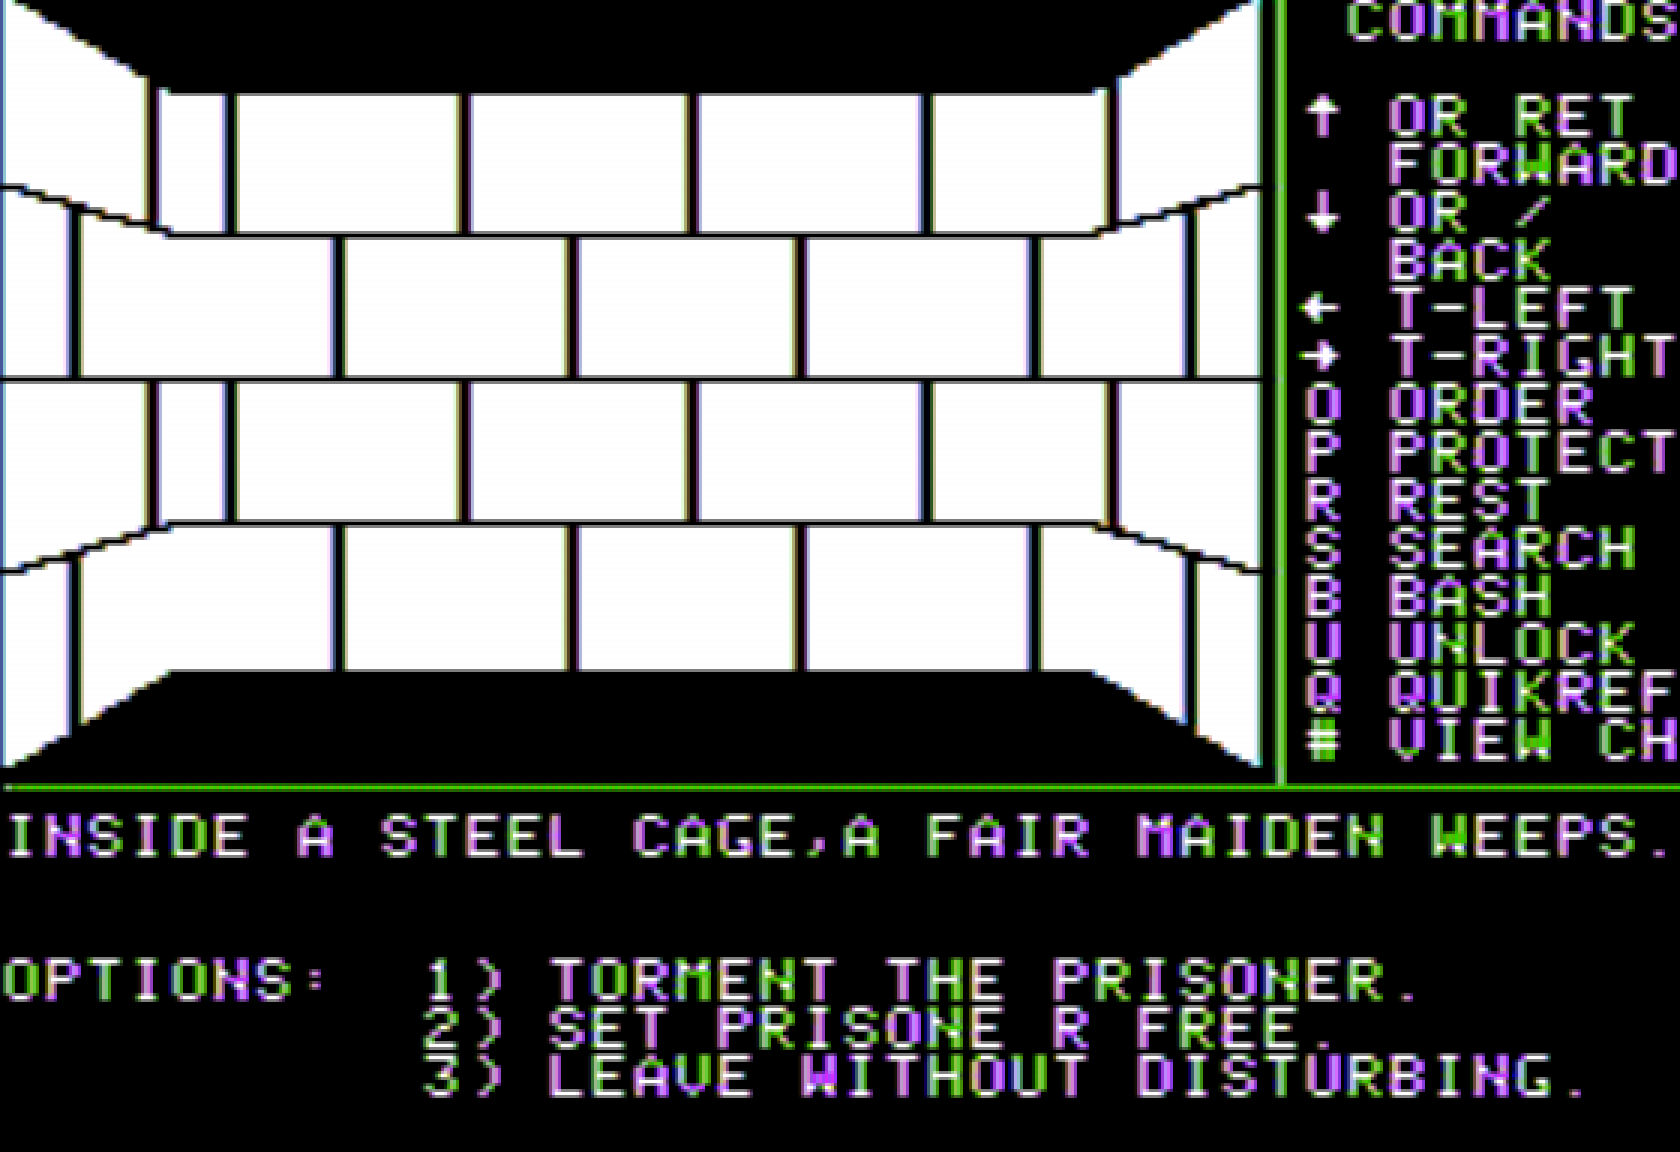 COMMANDS
↑ OR RET
FORWARD
↓ OR /
BACK
← T-LEFT
→ T-RIGHT
O ORDER
P PROTECT
R REST
S SEARCH
B BASH
U UNLOCK
Q QUIKREF
# VIEW CH
INSIDE A STEEL CAGE,A FAIR MAIDEN WEEPS.
OPTIONS: 1) TORMENT THE PRISONER.
2) SET PRISONE R FREE.
3) LEAVE WITHOUT DISTURBING.